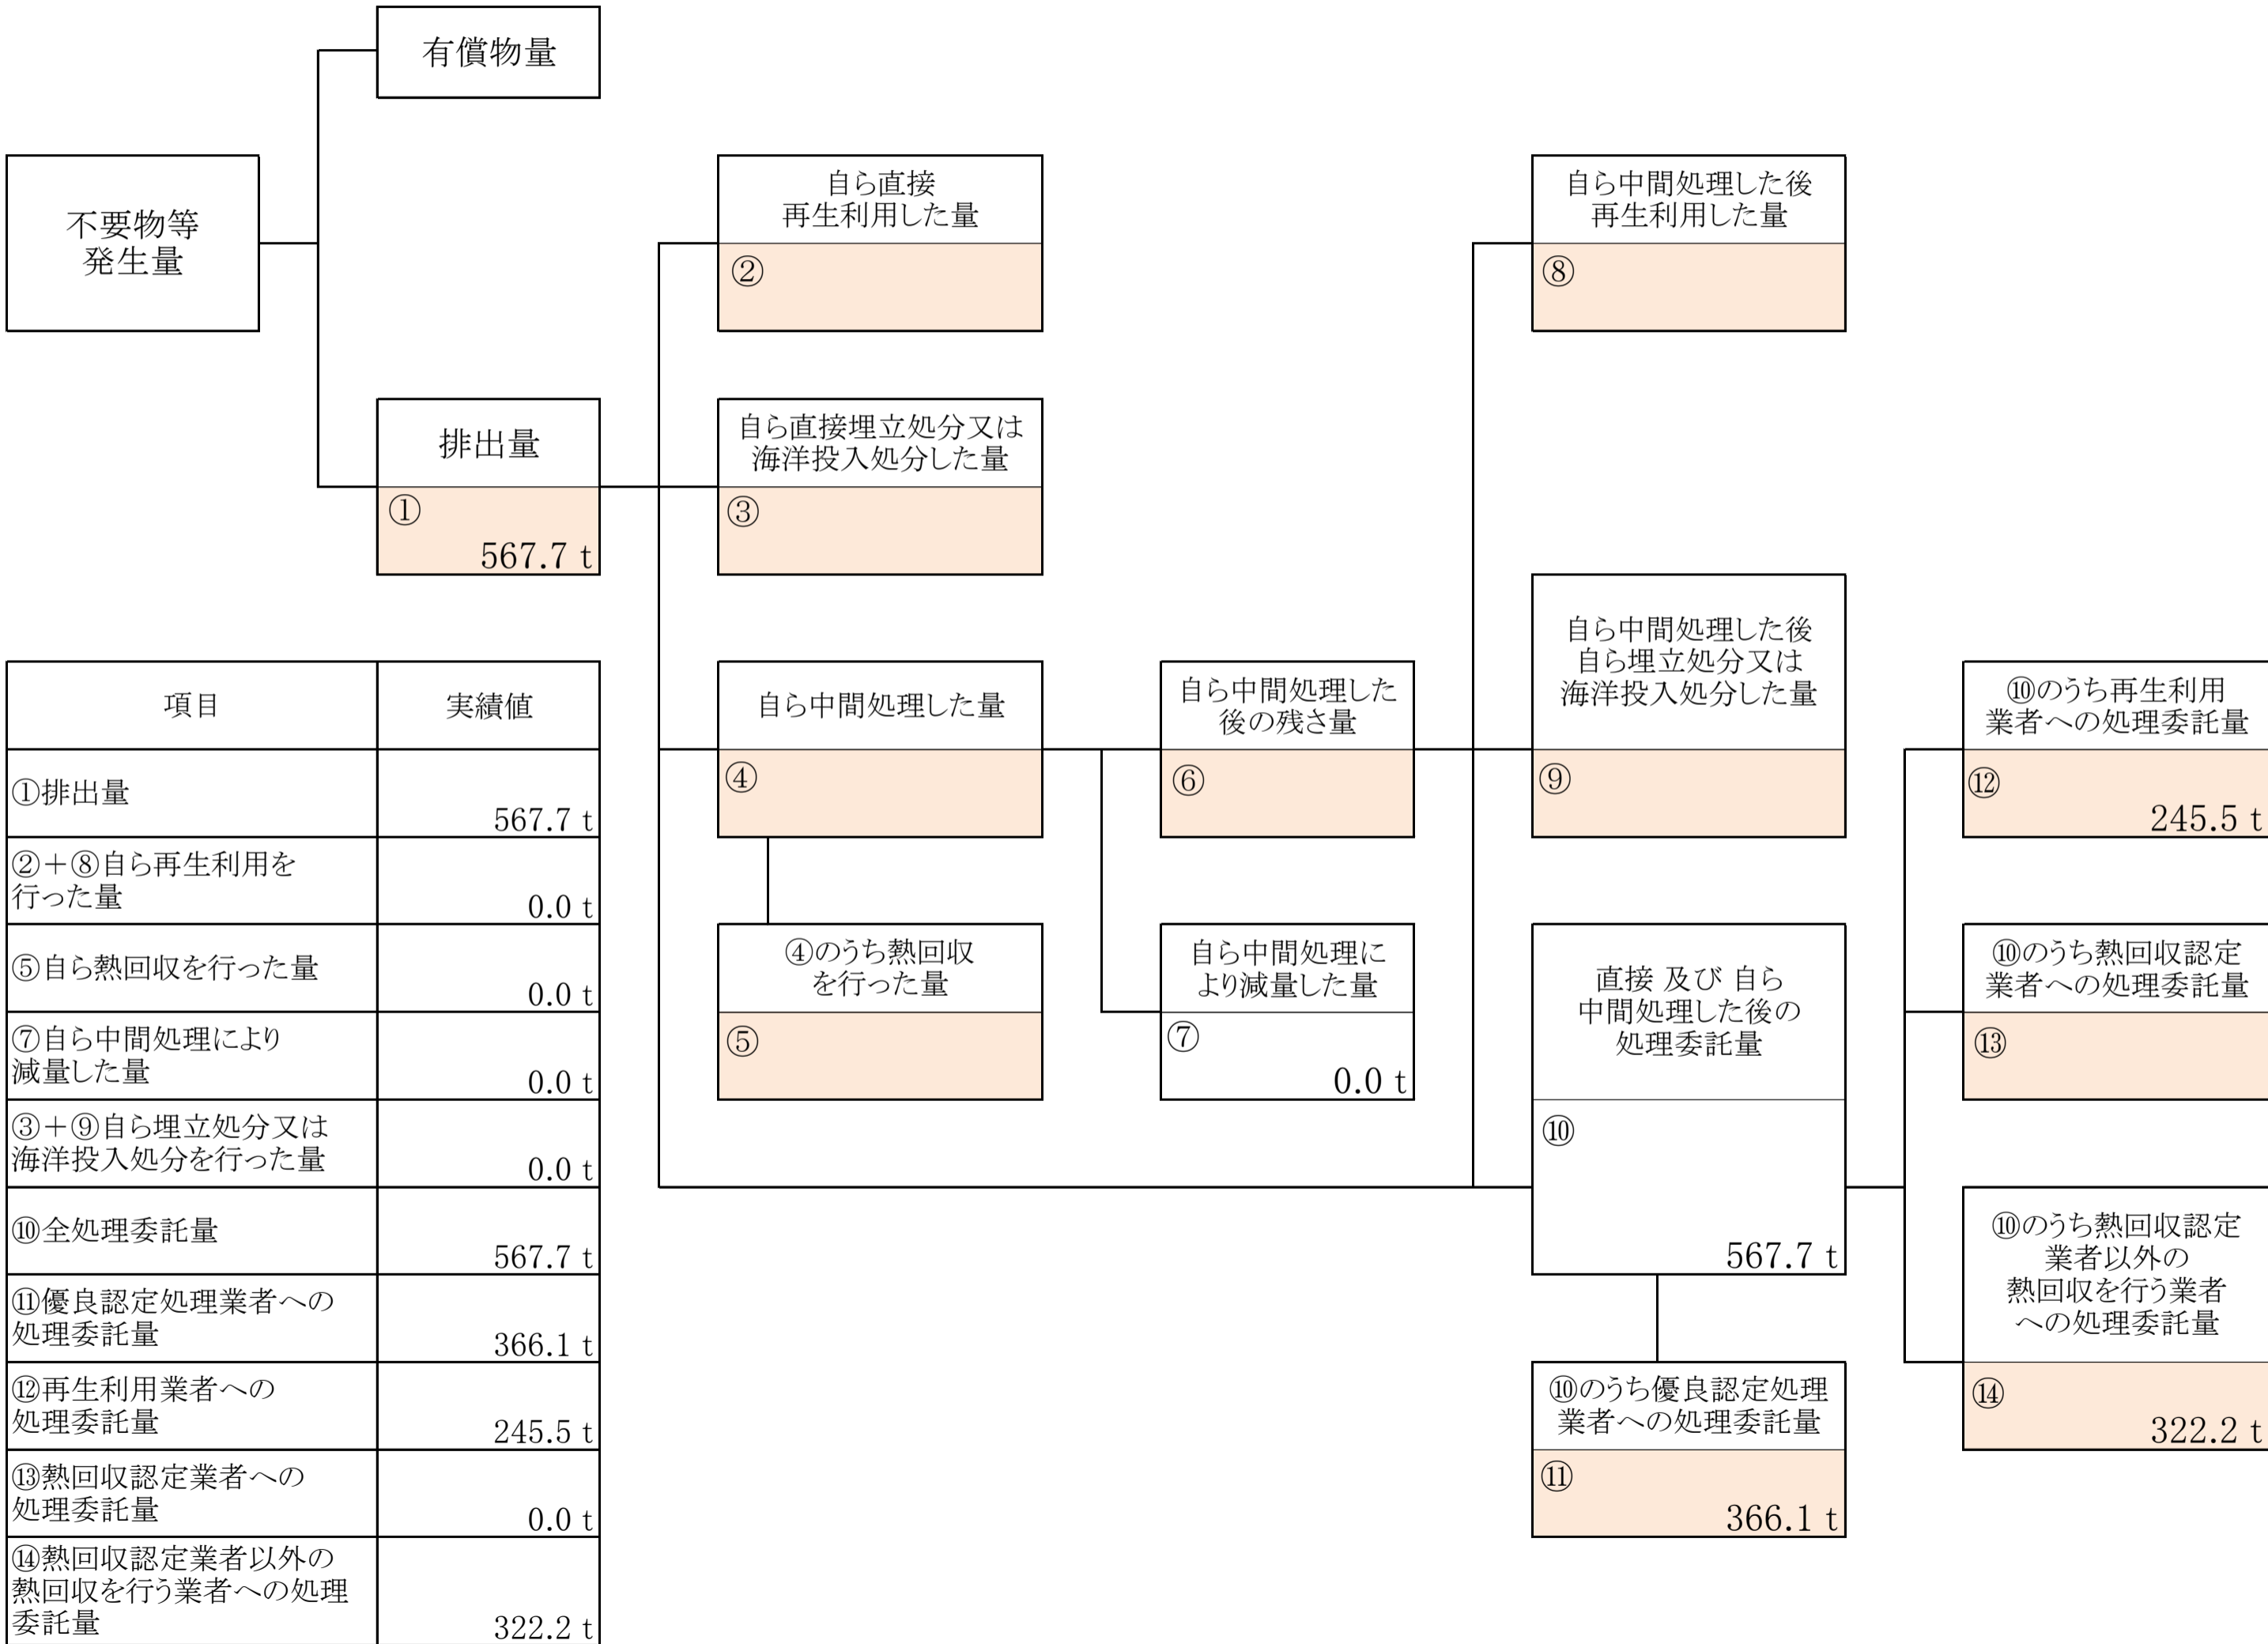 有償物量
不要物等
発生量
自ら直接
再生利用した量
②
自ら中間処理した後
再生利用した量
⑧
排出量
①
567.7 t
自ら直接埋立処分又は
海洋投入処分した量
③
自ら中間処理した量
④
自ら中間処理した
後の残さ量
⑥
自ら中間処理した後
自ら埋立処分又は
海洋投入処分した量
⑨
⑩のうち再生利用
業者への処理委託量
⑫
245.5 t
④のうち熱回収
を行った量
⑤
自ら中間処理に
より減量した量
⑦
0.0 t
直接 及び 自ら
中間処理した後の
処理委託量
⑩
567.7 t
⑩のうち熱回収認定
業者への処理委託量
⑬
⑩のうち熱回収認定
業者以外の
熱回収を行う業者
への処理委託量
⑭
322.2 t
⑩のうち優良認定処理
業者への処理委託量
⑪
366.1 t
項目 実績値
①排出量
567.7 t
②＋⑧自ら再生利用を
行った量
0.0 t
⑤自ら熱回収を行った量
0.0 t
⑦自ら中間処理により
減量した量
0.0 t
③＋⑨自ら埋立処分又は
海洋投入処分を行った量
0.0 t
⑩全処理委託量
567.7 t
⑪優良認定処理業者への
処理委託量
366.1 t
⑫再生利用業者への
処理委託量
245.5 t
⑬熱回収認定業者への
処理委託量
0.0 t
⑭熱回収認定業者以外の
熱回収を行う業者への処理
委託量
322.2 t